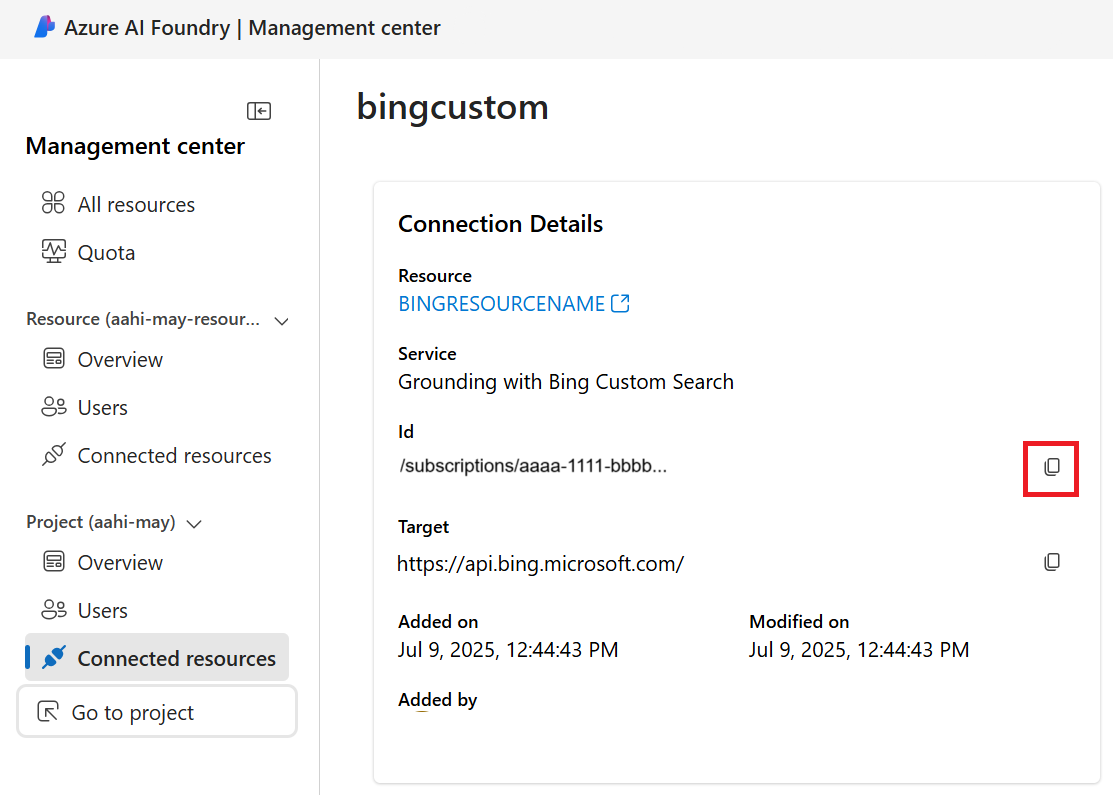 Azure AI Foundry | Management center
Management center
All resources
Quota
Resource (aahi-may-resour...
Overview
Users
Connected resources
Project (aahi-may)
Overview
Users
Connected resources
Go to project
bingcustom
Connection Details
Resource
BINGRESOURCENAME
Service
Grounding with Bing Custom Search
Id
/subscriptions/aaaa-1111-bbbb...
Target
https://api.bing.microsoft.com/
Added on
Jul 9, 2025, 12:44:43 PM
Modified on
Jul 9, 2025, 12:44:43 PM
Added by